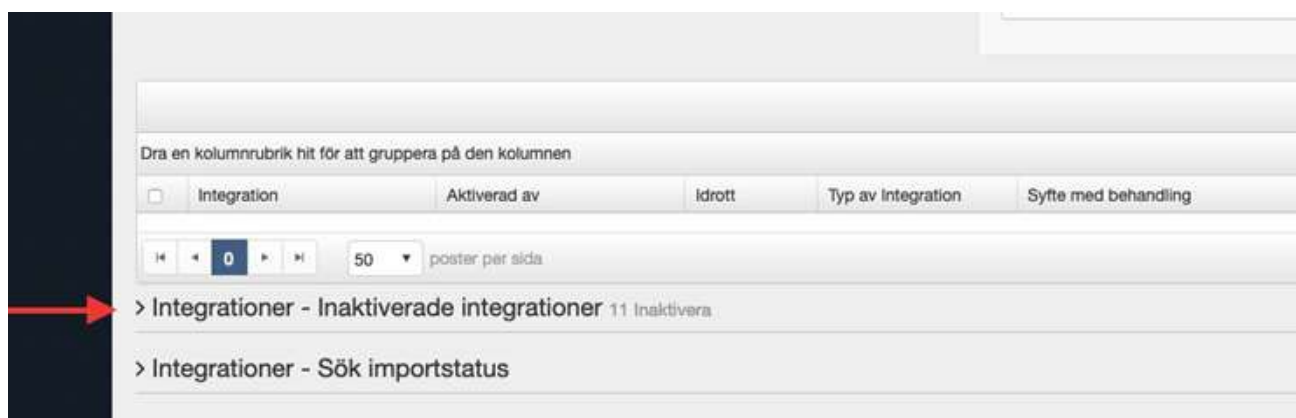 Dra en kolumnrubrik hit för att gruppera på den kolumnen
Integration Aktiverad av Idrott Typ av Integration Syfte med behandling
0 50 poster per sida
Integrationer - Inaktiverade integrationer 11 Inaktivera
Integrationer - Sök importstatus